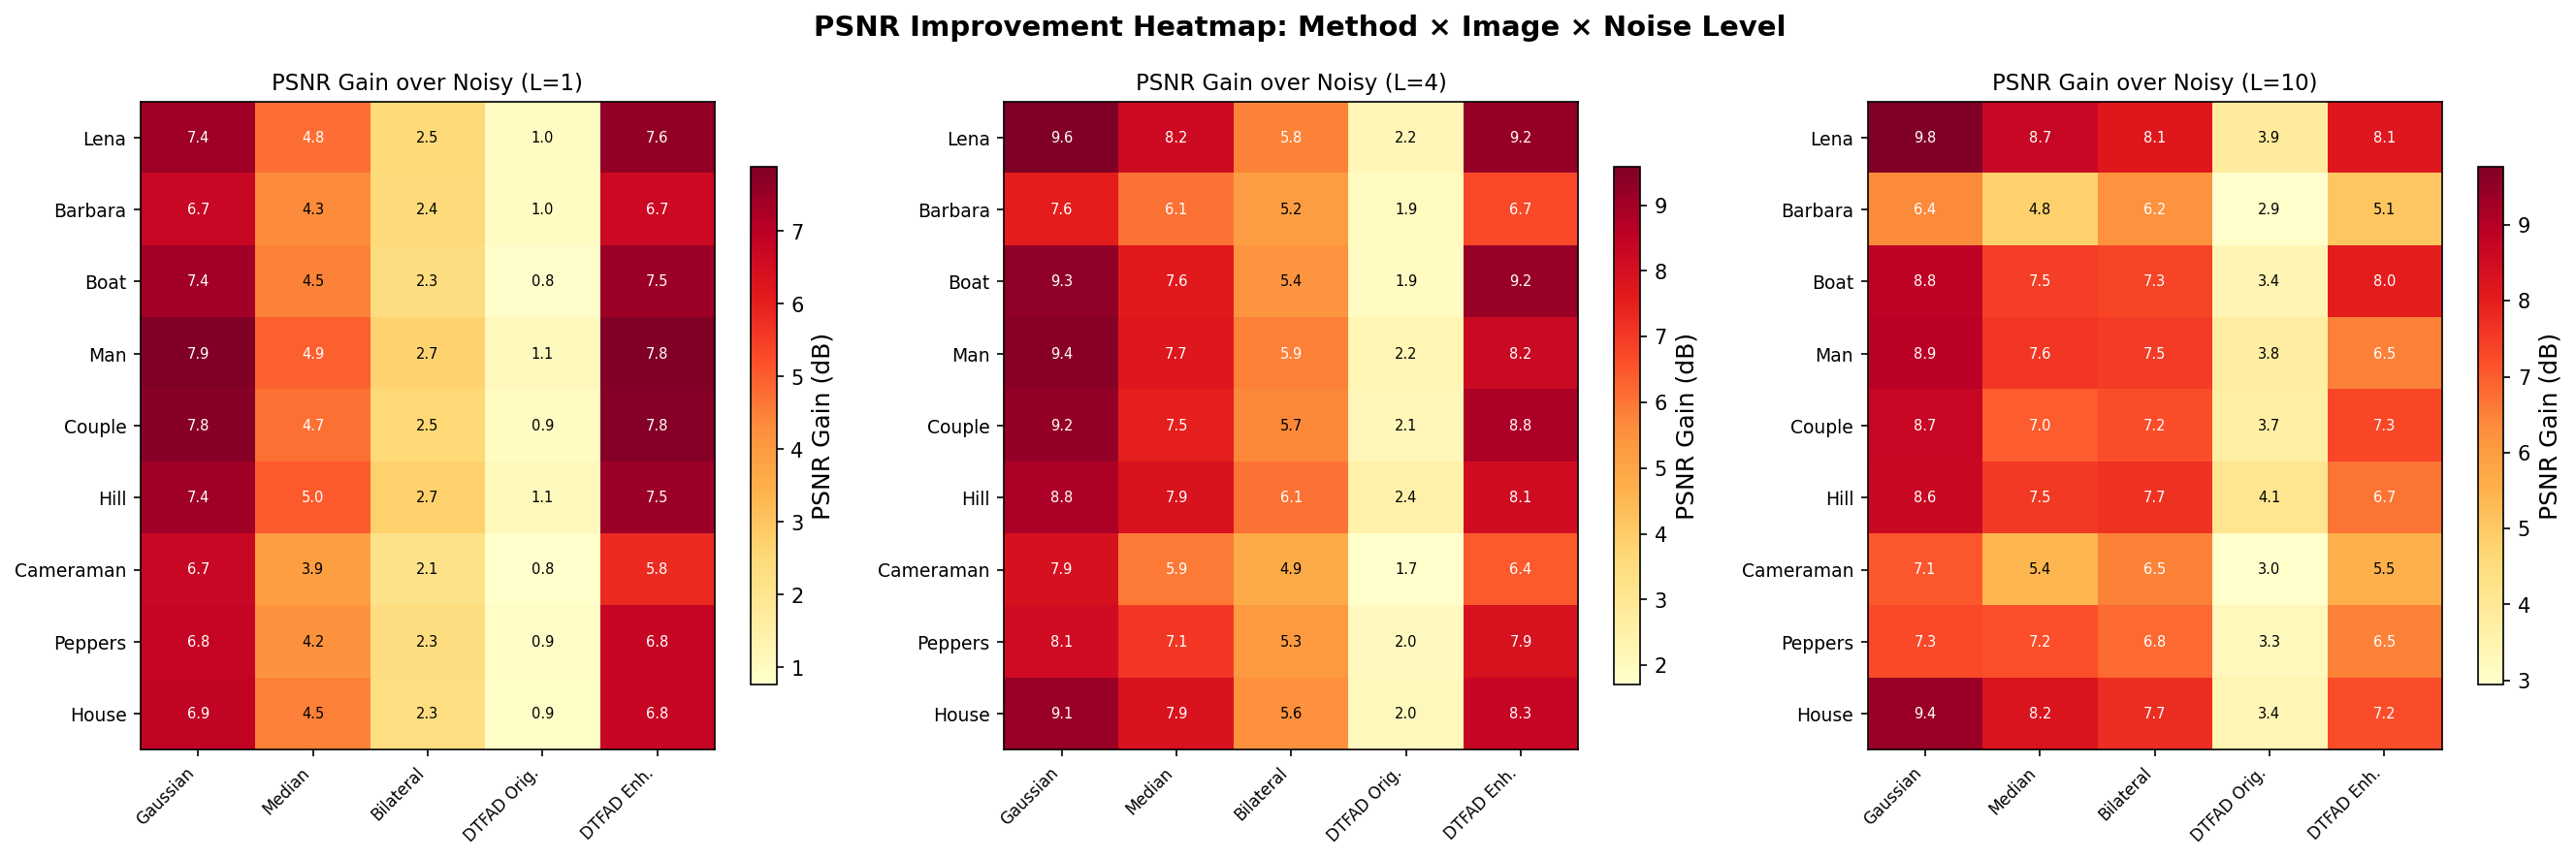 PSNR Improvement Heatmap: Method × Image × Noise Level
PSNR Gain over Noisy (L=1)
Lena 7.4 4.8 2.5 1.0 7.6
Barbara 6.7 4.3 2.4 1.0 6.7
Boat 7.4 4.5 2.3 0.8 7.5
Man 7.9 4.9 2.7 1.1 7.8
Couple 7.8 4.7 2.5 0.9 7.8
Hill 7.4 5.0 2.7 1.1 7.5
Cameraman 6.7 3.9 2.1 0.8 5.8
Peppers 6.8 4.2 2.3 0.9 6.8
House 6.9 4.5 2.3 0.9 6.8
Gaussian
Median
Bilateral
DTFAD Orig.
DTFAD Enh.
7
6
5
4
3
2
1
PSNR Gain (dB)
PSNR Gain over Noisy (L=4)
Lena 9.6 8.2 5.8 2.2 9.2
Barbara 7.6 6.1 5.2 1.9 6.7
Boat 9.3 7.6 5.4 1.9 9.2
Man 9.4 7.7 5.9 2.2 8.2
Couple 9.2 7.5 5.7 2.1 8.8
Hill 8.8 7.9 6.1 2.4 8.1
Cameraman 7.9 5.9 4.9 1.7 6.4
Peppers 8.1 7.1 5.3 2.0 7.9
House 9.1 7.9 5.6 2.0 8.3
Gaussian
Median
Bilateral
DTFAD Orig.
DTFAD Enh.
9
8
7
6
5
4
3
2
PSNR Gain (dB)
PSNR Gain over Noisy (L=10)
Lena 9.8 8.7 8.1 3.9 8.1
Barbara 6.4 4.8 6.2 2.9 5.1
Boat 8.8 7.5 7.3 3.4 8.0
Man 8.9 7.6 7.5 3.8 6.5
Couple 8.7 7.0 7.2 3.7 7.3
Hill 8.6 7.5 7.7 4.1 6.7
Cameraman 7.1 5.4 6.5 3.0 5.5
Peppers 7.3 7.2 6.8 3.3 6.5
House 9.4 8.2 7.7 3.4 7.2
Gaussian
Median
Bilateral
DTFAD Orig.
DTFAD Enh.
9
8
7
6
5
4
3
PSNR Gain (dB)